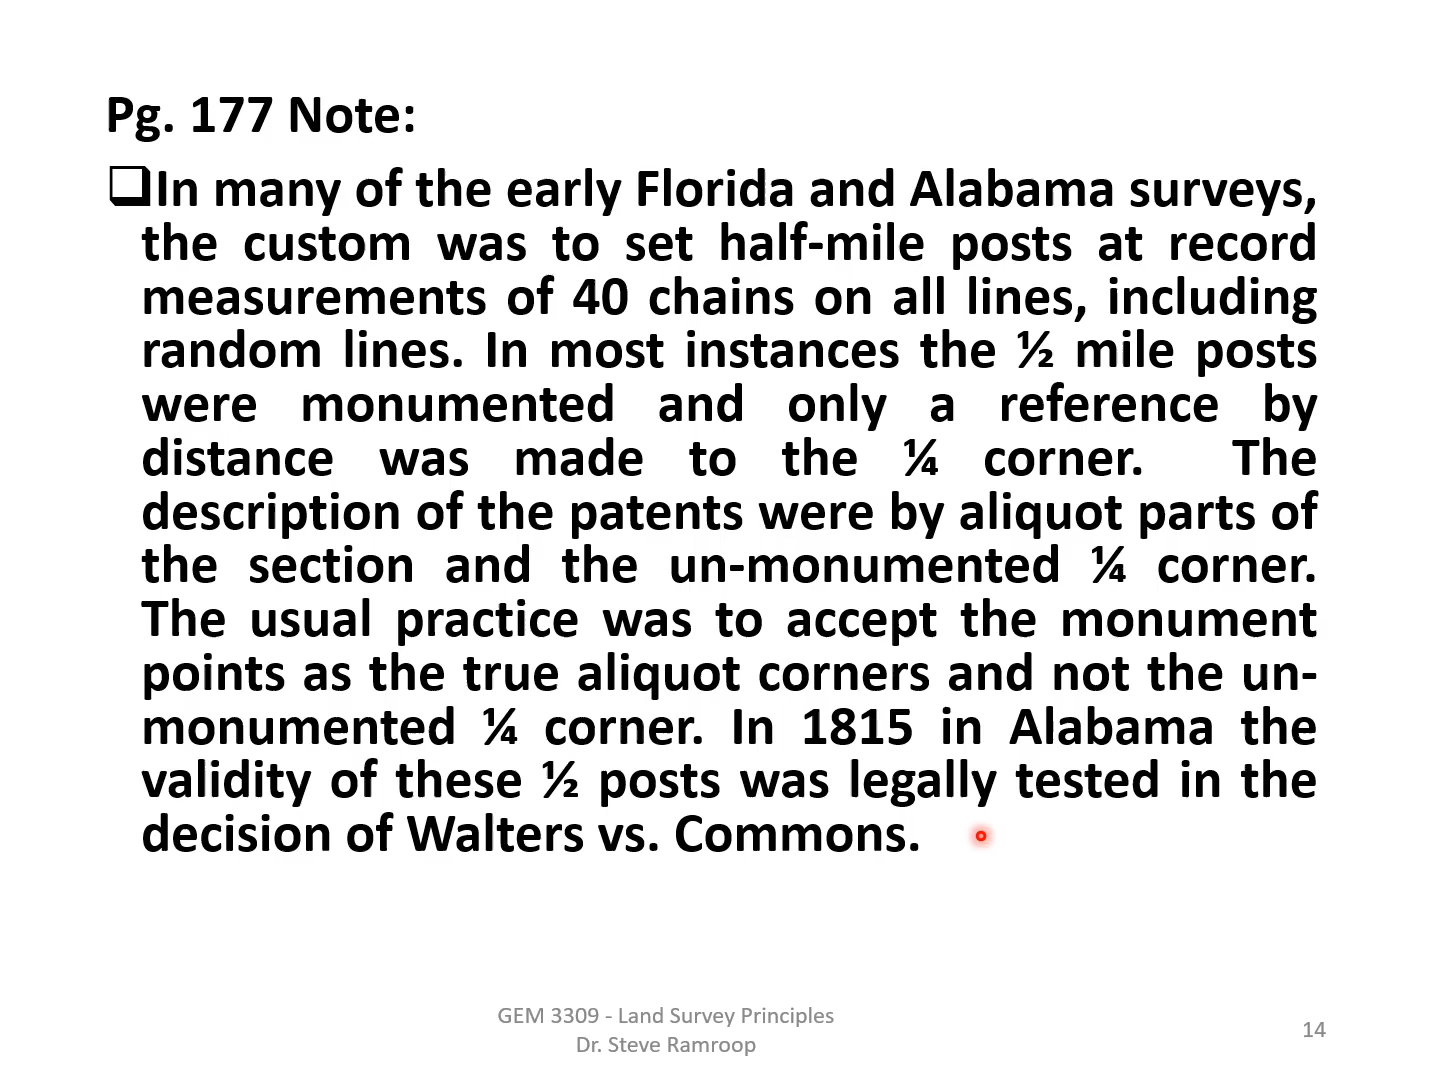 Pg. 177 Note:
❑In many of the early Florida and Alabama surveys,
the custom was to set half-mile posts at record
measurements of 40 chains on all lines, including
random lines. In most instances the ½ mile posts
were monumented and only a reference by
distance was made to the ¼ corner. The
description of the patents were by aliquot parts of
the section and the un-monumented ¼ corner.
The usual practice was to accept the monument
points as the true aliquot corners and not the un-
monumented ¼ corner. In 1815 in Alabama the
validity of these ½ posts was legally tested in the
decision of Walters vs. Commons.
GEM 3309 - Land Survey Principles
Dr. Steve Ramroop
14